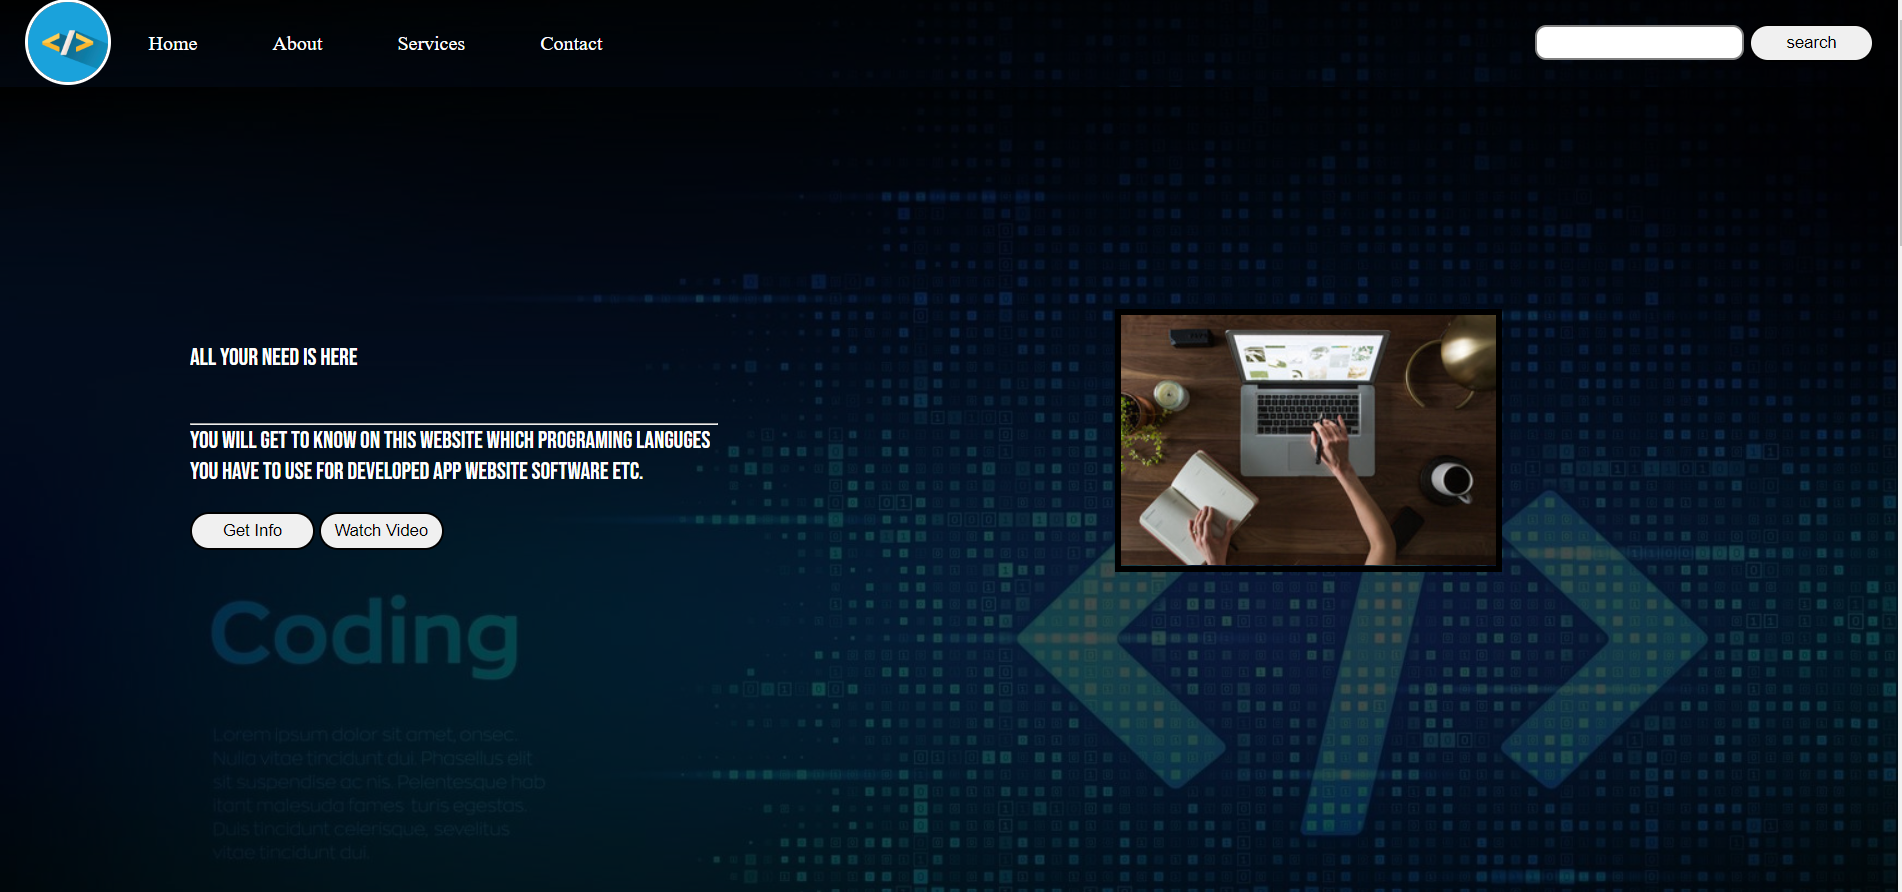 </>
Home About Services Contact search
ALL YOUR NEED IS HERE
YOU WILL GET TO KNOW ON THIS WEBSITE WHICH PROGRAMING LANGUGES
YOU HAVE TO USE FOR DEVELOPED APP WEBSITE SOFTWARE ETC.
Get Info Watch Video
Coding
Lorem ipsum dolor sit amet, onsec.
Nulla vitae tincidunt dui. Phasellus elit
sit suspendise ac nis. Pelentesque hab
itant malesuda fames turis egestas.
Duis tincidunt celerisque, sevelitus
vitae tincidunt dui.
</>